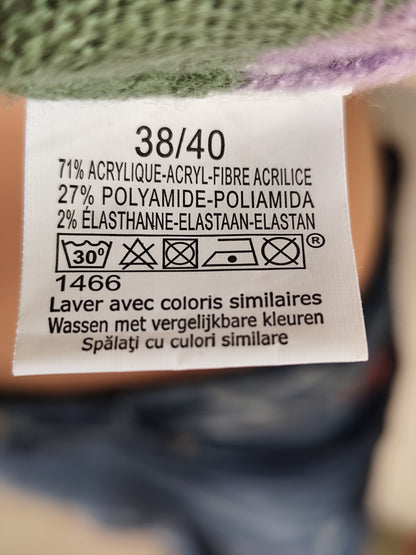 38/40
71% ACRYLIQUE-ACRYL-FIBRE ACRILICE
27% POLYAMIDE-POLIAMIDA
2% ÉLASTHANNE-ELASTAAN-ELASTAN
30° ®
1466
Laver avec coloris similaires
Wassen met vergelijkbare kleuren
Spălaţi cu culori similare